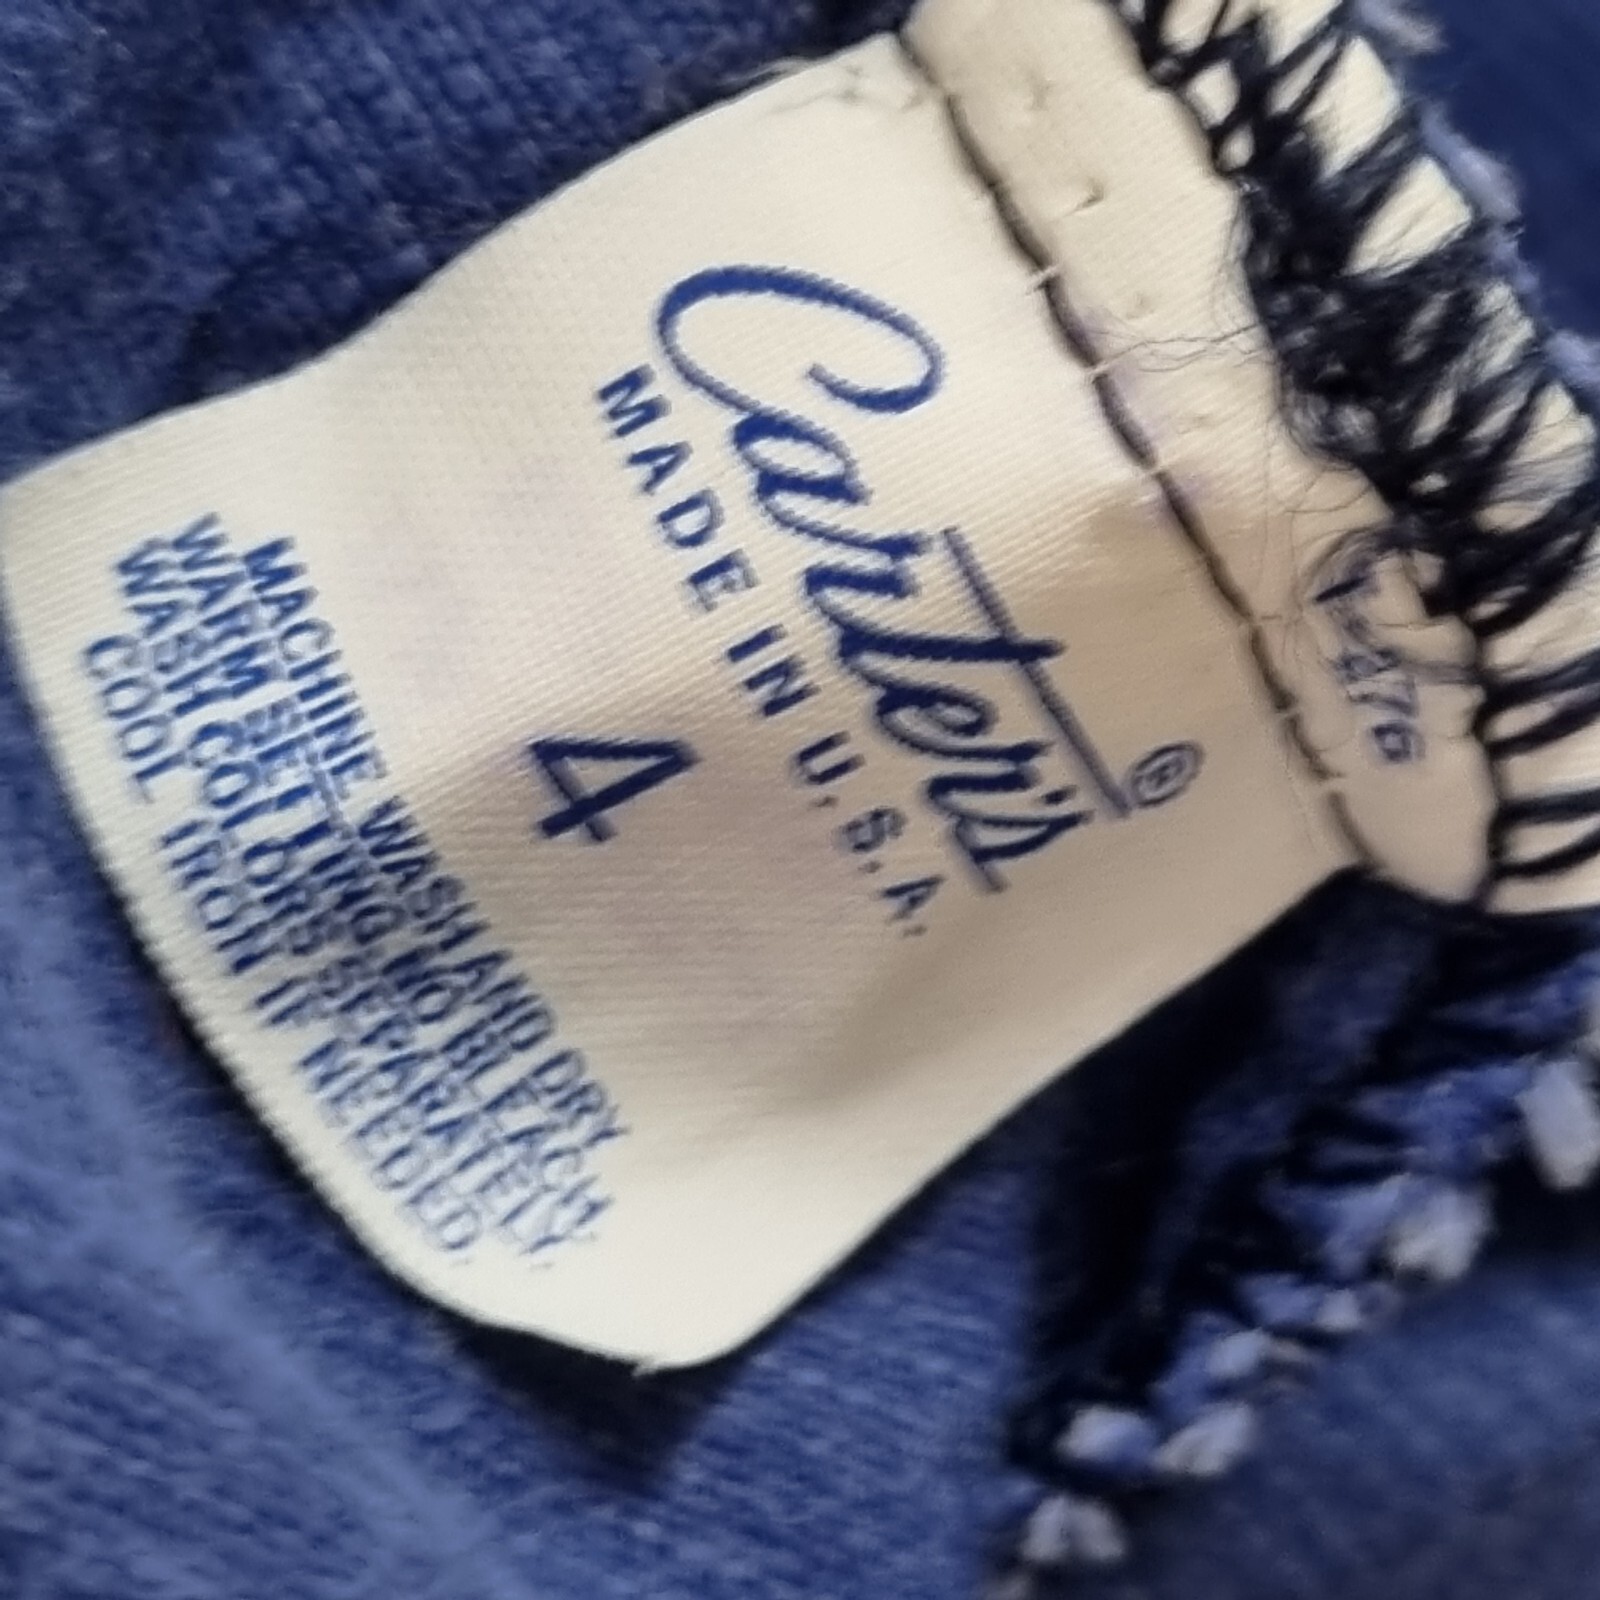 Carter's®
MADE IN U.S.A.
4
MACHINE WASH AND DRY
WARM SETTING, NO BLEACH
WASH COLORS SEPARATELY.
COOL IRON IF NEEDED.